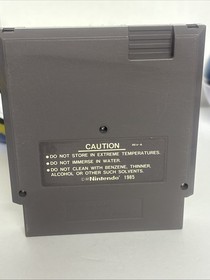 CAUTION
• DO NOT STORE IN EXTREME TEMPERATURES.
• DO NOT IMMERSE IN WATER.
• DO NOT CLEAN WITH BENZENE, THINNER,
ALCOHOL OR OTHER SUCH SOLVENTS.
© Nintendo 1985